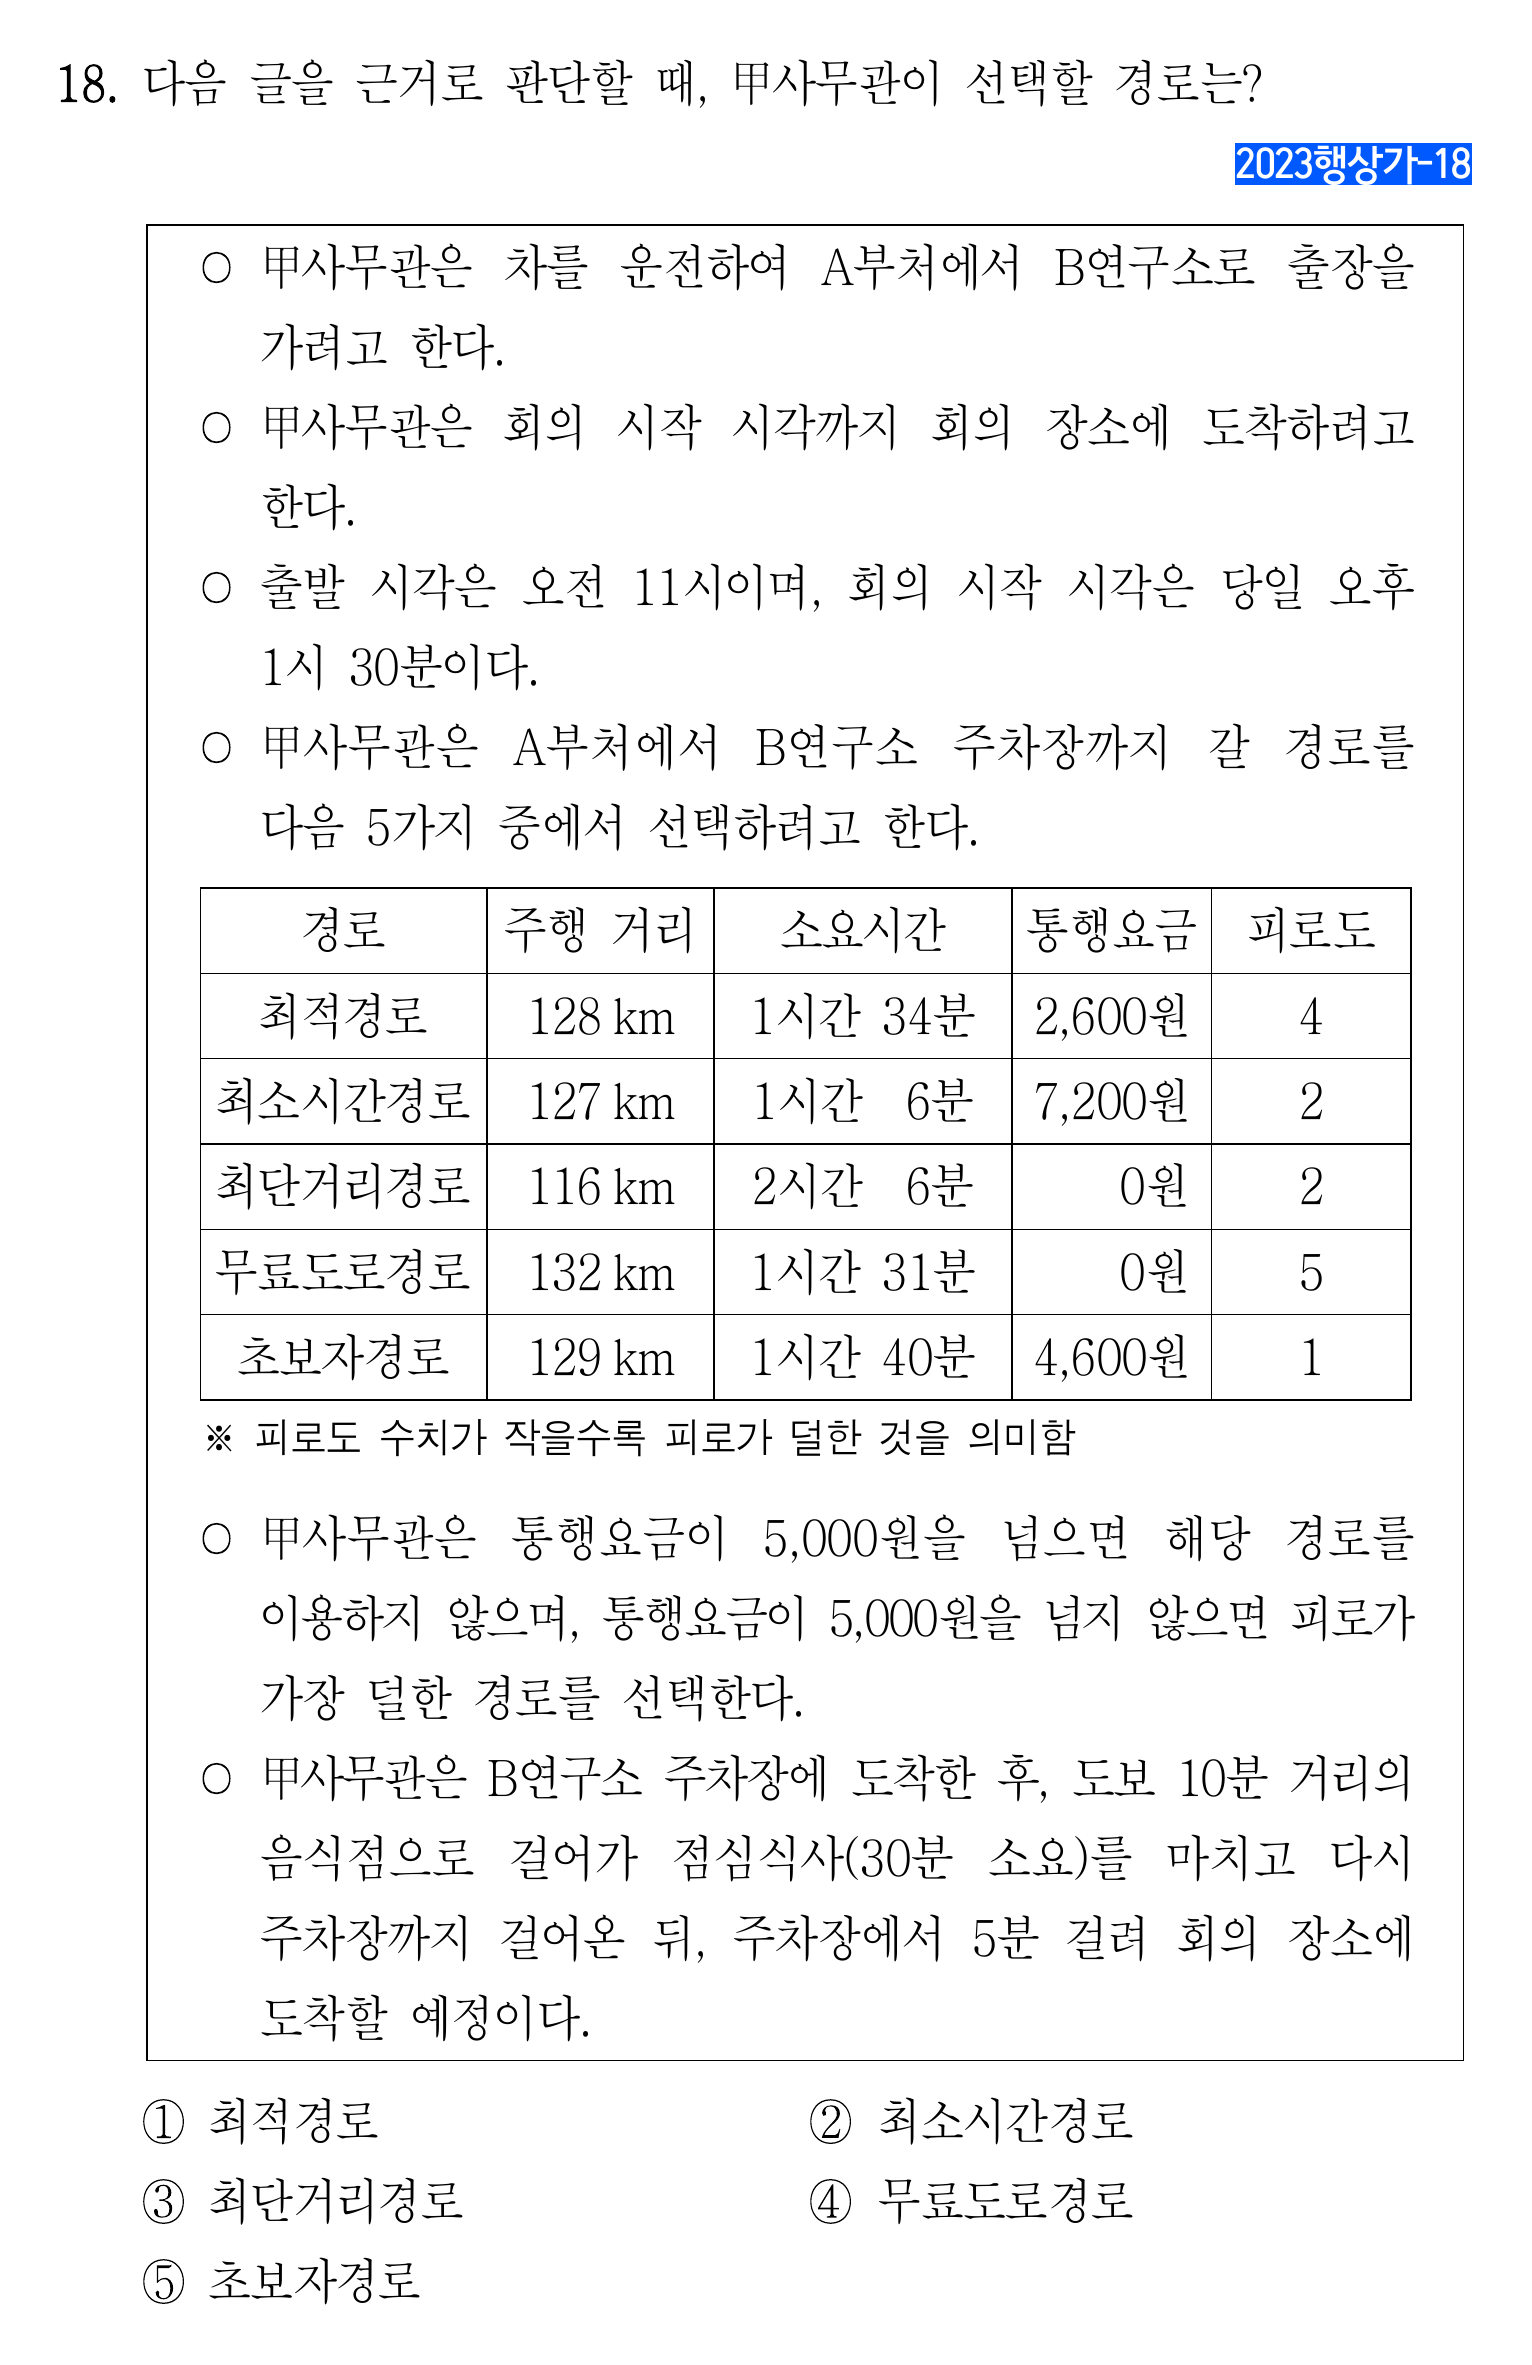 18. 다음 글을 근거로 판단할 때, 甲사무관이 선택할 경로는?
2023행상가-18
○ 甲사무관은 차를 운전하여 A부처에서 B연구소로 출장을
가려고 한다.
○ 甲사무관은 회의 시작 시각까지 회의 장소에 도착하려고
한다.
○ 출발 시각은 오전 11시이며, 회의 시작 시각은 당일 오후
1시 30분이다.
○ 甲사무관은 A부처에서 B연구소 주차장까지 갈 경로를
다음 5가지 중에서 선택하려고 한다.
경로 주행 거리 소요시간 통행요금 피로도
최적경로 128 km 1시간 34분 2,600원 4
최소시간경로 127 km 1시간 6분 7,200원 2
최단거리경로 116 km 2시간 6분 0원 2
무료도로경로 132 km 1시간 31분 0원 5
초보자경로 129 km 1시간 40분 4,600원 1
※ 피로도 수치가 작을수록 피로가 덜한 것을 의미함
○ 甲사무관은 통행요금이 5,000원을 넘으면 해당 경로를
이용하지 않으며, 통행요금이 5,000원을 넘지 않으면 피로가
가장 덜한 경로를 선택한다.
○ 甲사무관은 B연구소 주차장에 도착한 후, 도보 10분 거리의
음식점으로 걸어가 점심식사(30분 소요)를 마치고 다시
주차장까지 걸어온 뒤, 주차장에서 5분 걸려 회의 장소에
도착할 예정이다.
① 최적경로 ② 최소시간경로
③ 최단거리경로 ④ 무료도로경로
⑤ 초보자경로